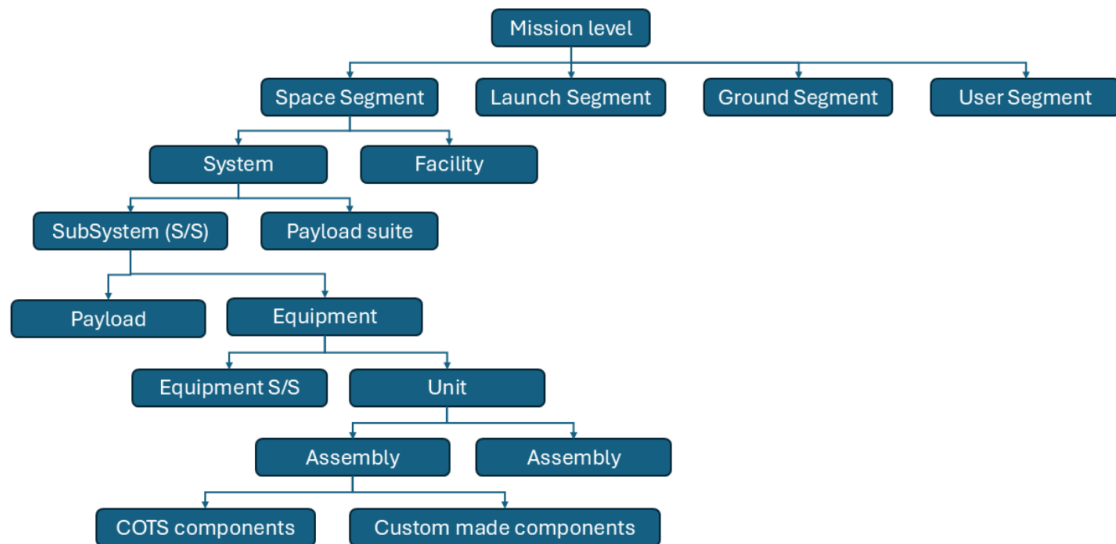 Mission level
Space Segment
Launch Segment
Ground Segment
User Segment
System
Facility
SubSystem (S/S)
Payload suite
Payload
Equipment
Equipment S/S
Unit
Assembly
Assembly
COTS components
Custom made components